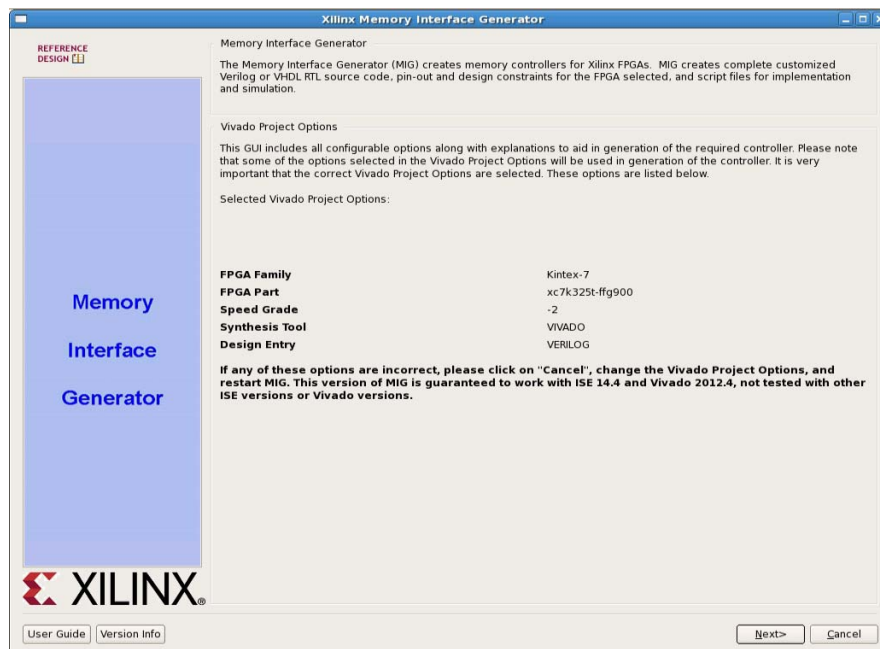 Xilinx Memory Interface Generator
REFERENCE
DESIGN
Memory Interface Generator
The Memory Interface Generator (MIG) creates memory controllers for Xilinx FPGAs. MIG creates complete customized
Verilog or VHDL RTL source code, pin-out and design constraints for the FPGA selected, and script files for implementation
and simulation.
Vivado Project Options
This GUI includes all configurable options along with explanations to aid in generation of the required controller. Please note
that some of the options selected in the Vivado Project Options will be used in generation of the controller. It is very
important that the correct Vivado Project Options are selected. These options are listed below.
Selected Vivado Project Options:
FPGA Family Kintex-7
FPGA Part xc7k325t-ffg900
Speed Grade -2
Synthesis Tool VIVADO
Design Entry VERILOG
If any of these options are incorrect, please click on "Cancel", change the Vivado Project Options, and
restart MIG. This version of MIG is guaranteed to work with ISE 14.4 and Vivado 2012.4, not tested with other
ISE versions or Vivado versions.
Memory
Interface
Generator
XILINX®
User Guide Version Info Next> Cancel